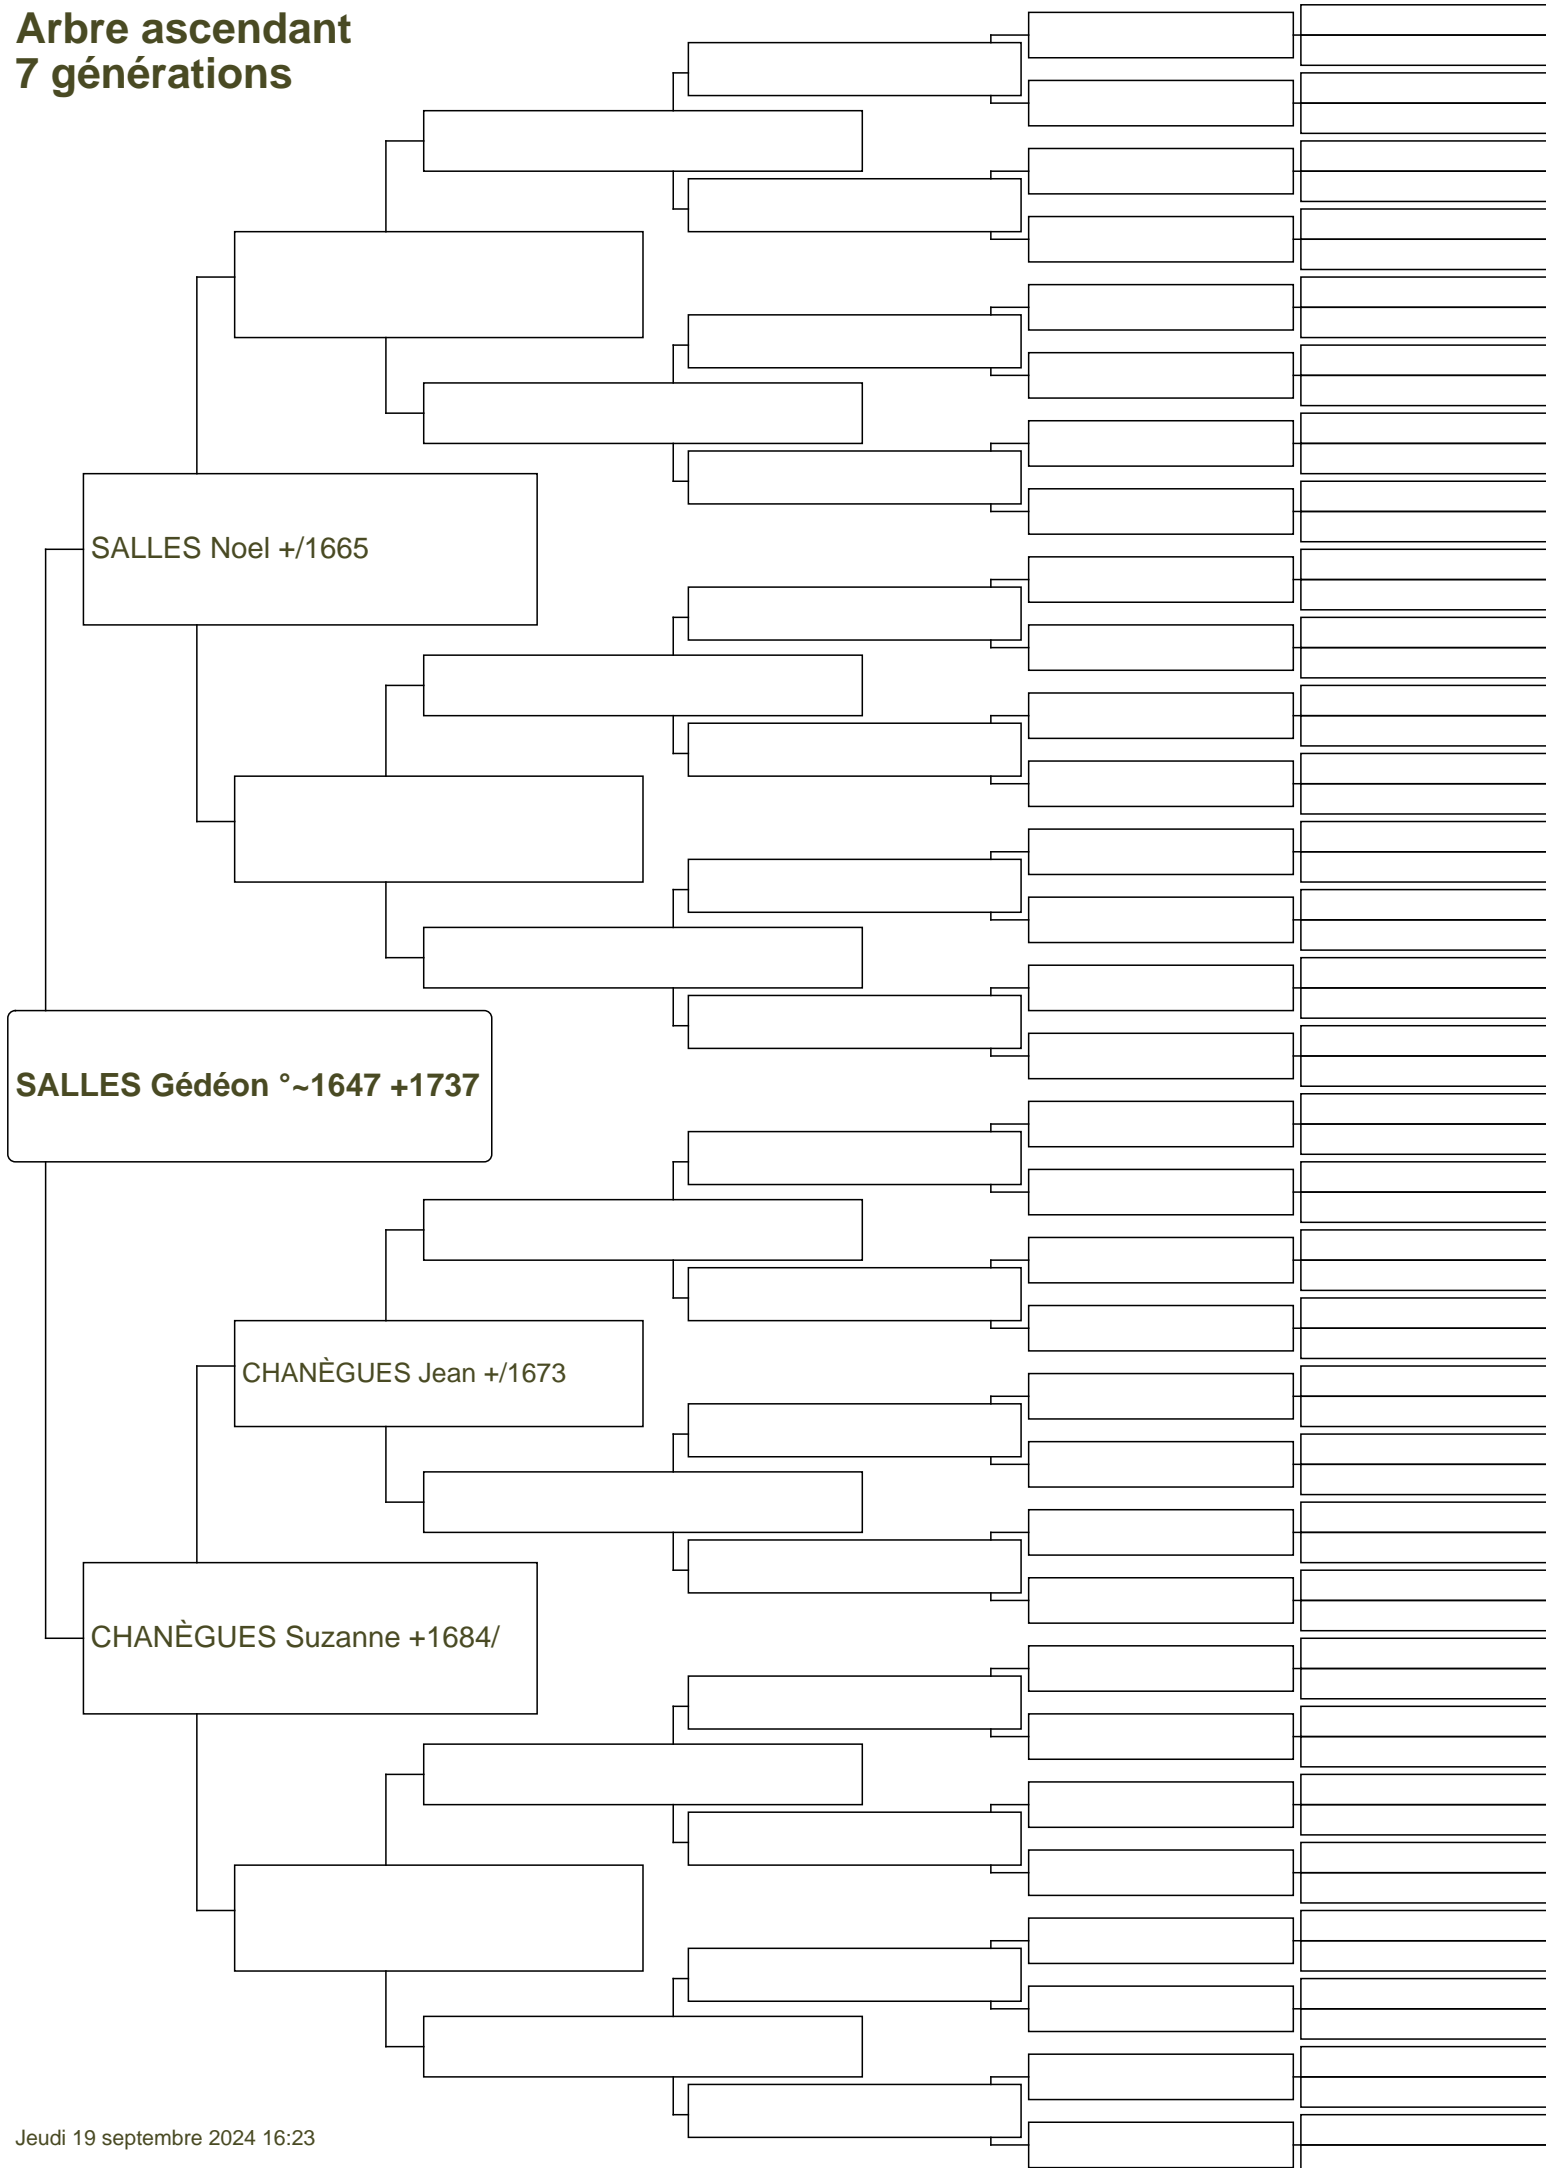 Arbre ascendant
7 générations
SALLES Noel +/1665
SALLES Gédéon °~1647 +1737
CHANÈGUES Jean +/1673
CHANÈGUES Suzanne +1684/
Jeudi 19 septembre 2024 16:23